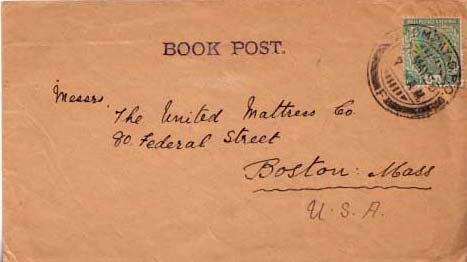 BOOK POST.
Messrs
The United Mattress Co.
80. Federal Street
Boston. Mass
U. S. A.